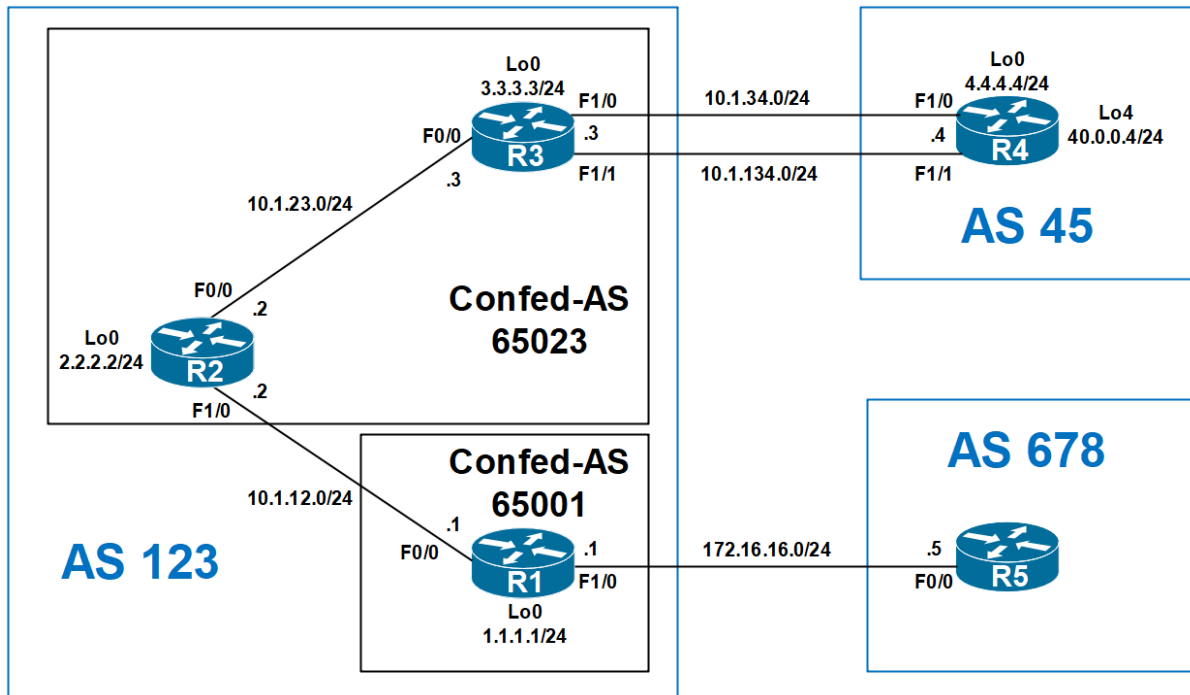 Lo0
3.3.3.3/24
F1/0
10.1.34.0/24
F1/0
Lo0
4.4.4.4/24
Lo4
40.0.0.4/24
F0/0
R3
.3
.4
R4
.3
F1/1
10.1.134.0/24
F1/1
10.1.23.0/24
AS 45
F0/0
.2
Confed-AS
65023
Lo0
2.2.2.2/24
R2
.2
F1/0
10.1.12.0/24
Confed-AS
65001
AS 678
.1
F0/0
R1
.1
F1/0
172.16.16.0/24
.5
F0/0
R5
AS 123
Lo0
1.1.1.1/24